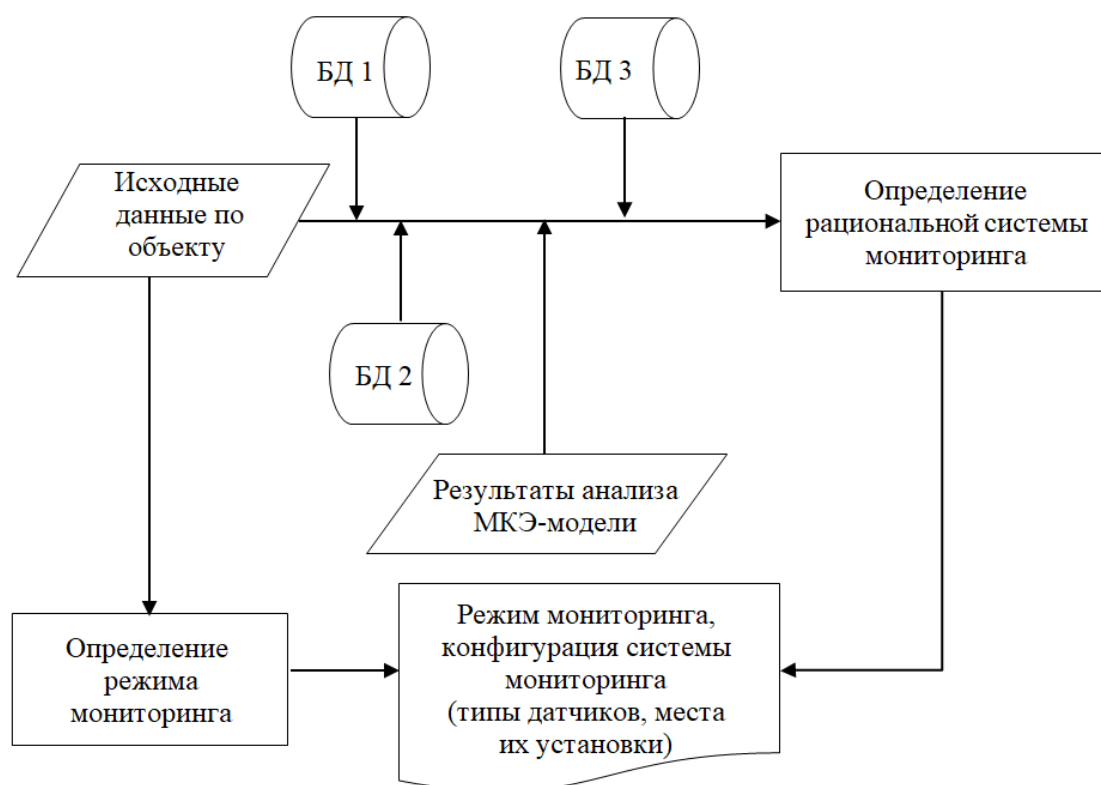 БД 1
БД 3
Исходные
данные по
объекту
Определение
рациональной системы
мониторинга
БД 2
Результаты анализа
МКЭ-модели
Определение
режима
мониторинга
Режим мониторинга,
конфигурация системы
мониторинга
(типы датчиков, места
их установки)